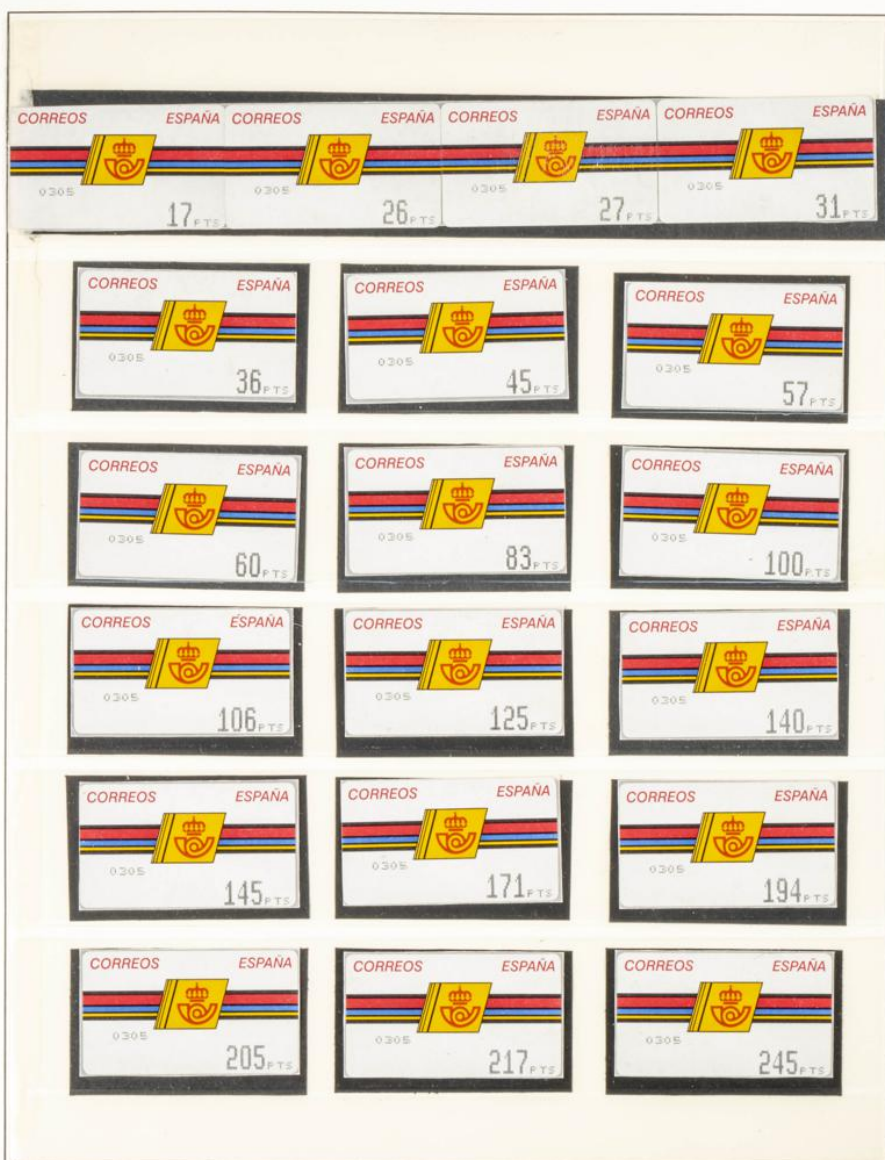 CORREOS ESPAÑA CORREOS ESPAÑA CORREOS ESPAÑA CORREOS ESPAÑA
0305 0305 0305 0305
17PTS 26PTS 27PTS 31PTS
CORREOS ESPAÑA CORREOS ESPAÑA CORREOS ESPAÑA
0305 0305 0305
36PTS 45PTS 57PTS
CORREOS ESPAÑA CORREOS ESPAÑA CORREOS ESPAÑA
0305 0305 0305
60PTS 83PTS 100PTS
CORREOS ESPAÑA CORREOS ESPAÑA CORREOS ESPAÑA
0305 0305 0305
106PTS 125PTS 140PTS
CORREOS ESPAÑA CORREOS ESPAÑA CORREOS ESPAÑA
0305 0305 0305
145PTS 171PTS 194PTS
CORREOS ESPAÑA CORREOS ESPAÑA CORREOS ESPAÑA
0305 0305 0305
205PTS 217PTS 245PTS